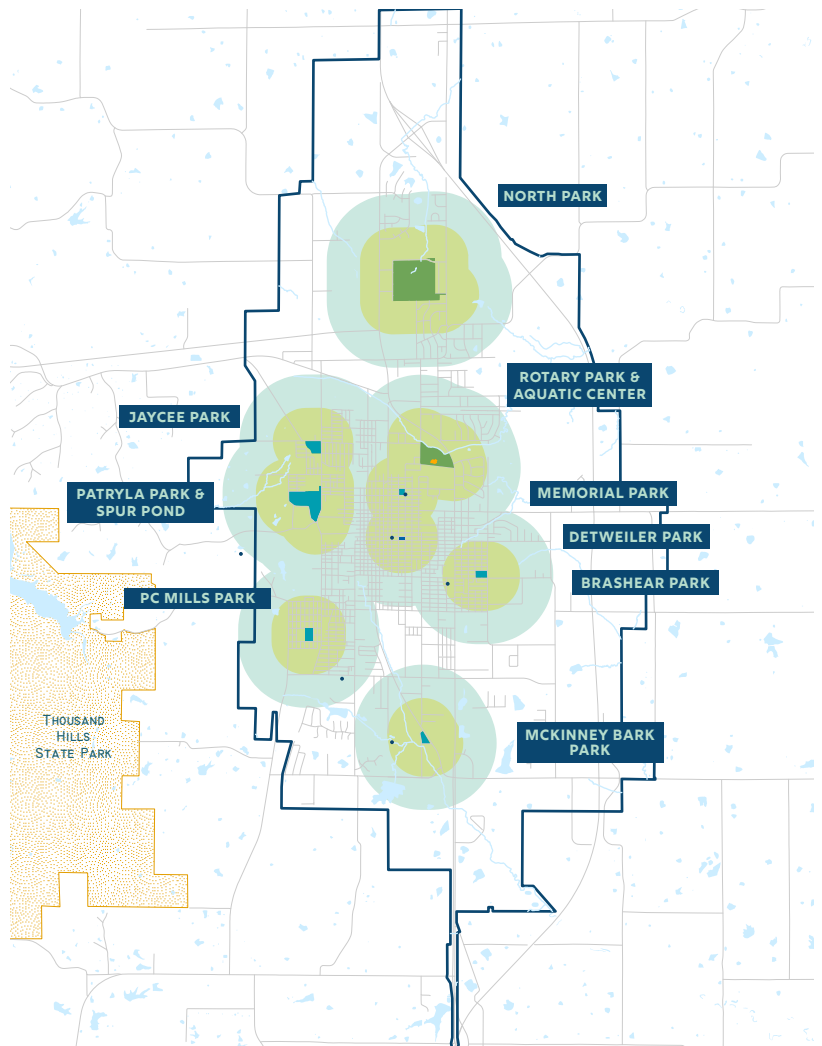 NORTH PARK
ROTARY PARK &
AQUATIC CENTER
JAYCEE PARK
PATRYLA PARK &
SPUR POND
MEMORIAL PARK
DETWEILER PARK
BRASHEAR PARK
PC MILLS PARK
THOUSAND
HILLS
STATE PARK
MCKINNEY BARK
PARK